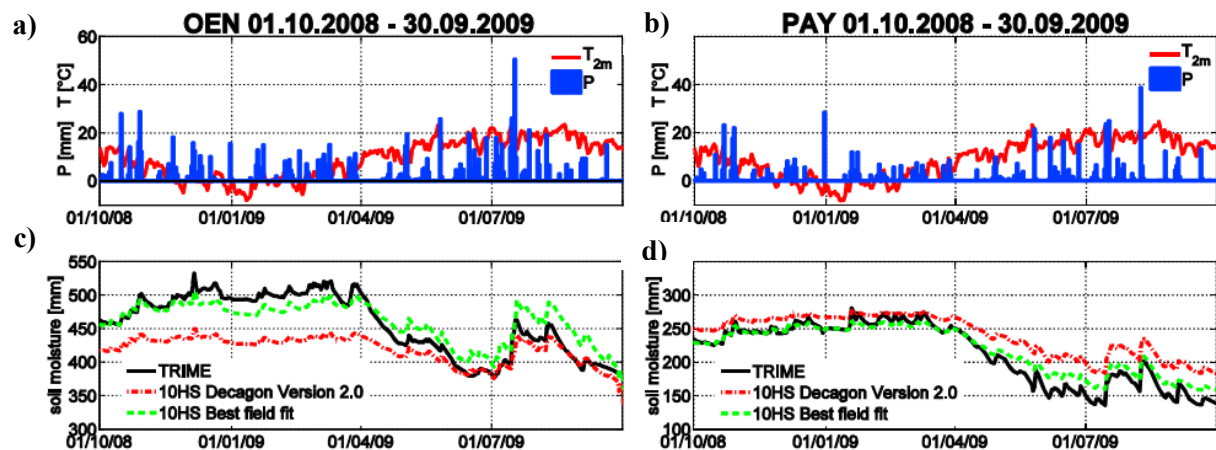 a) OEN 01.10.2008 - 30.09.2009
60
40
20
0
P [mm] T [°C]
T2m
P
01/10/08 01/01/09 01/04/09 01/07/09
b) PAY 01.10.2008 - 30.09.2009
60
40
20
0
P [mm] T [°C]
T2m
P
01/10/08 01/01/09 01/04/09 01/07/09
c)
550
500
450
400
350
300
soil moisture [mm]
TRIME
10HS Decagon Version 2.0
10HS Best field fit
01/10/08 01/01/09 01/04/09 01/07/09
d)
300
250
200
150
100
soil moisture [mm]
TRIME
10HS Decagon Version 2.0
10HS Best field fit
01/10/08 01/01/09 01/04/09 01/07/09